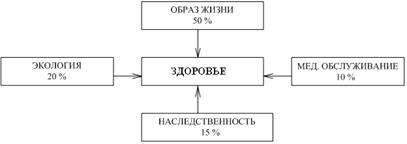 ОБРАЗ ЖИЗНИ
50 %
ЭКОЛОГИЯ
20 %
ЗДОРОВЬЕ
МЕД. ОБСЛУЖИВАНИЕ
10 %
НАСЛЕДСТВЕННОСТЬ
15 %